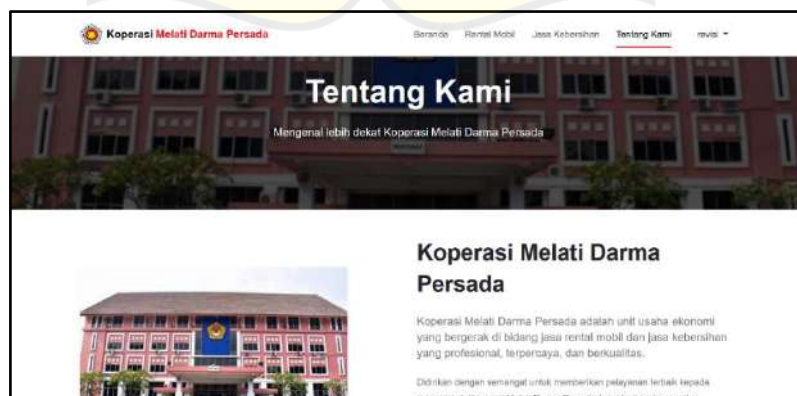 Koperasi Melati Darma Persada
Beranda Rental Mobil Jasa Kebersihan Tentang Kami revisi
Tentang Kami
Mengenal lebih dekat Koperasi Melati Darma Persada
Koperasi Melati Darma
Persada
Koperasi Melati Darma Persada adalah unit usaha ekonomi
yang bergerak di bidang jasa rental mobil dan jasa kebersihan
yang profesional, terpercaya, dan berkualitas.
Didirikan dengan semangat untuk memberikan pelayanan terbaik kepada